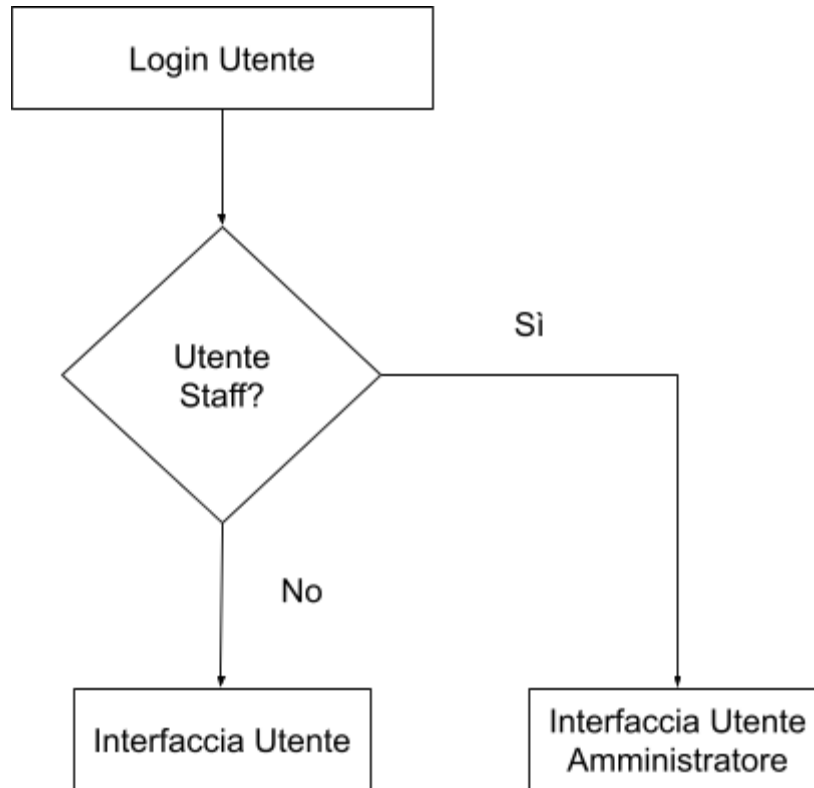 Login Utente
Utente
Staff?
Sì
No
Interfaccia Utente
Interfaccia Utente
Amministratore